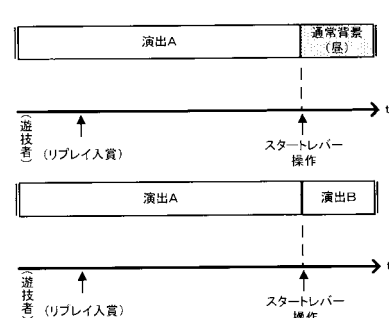 演出A
通常背景
(昼)
t
(遊技者)
(リプレイ入賞)
スタートレバー
操作
演出A
演出B
t
(遊技者)
(リプレイ入賞)
スタートレバー
操作